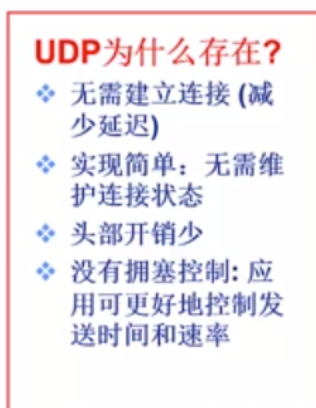 UDP为什么存在?
无需建立连接 (减
少延迟)
实现简单：无需维
护连接状态
头部开销少
没有拥塞控制: 应
用可更好地控制发
送时间和速率